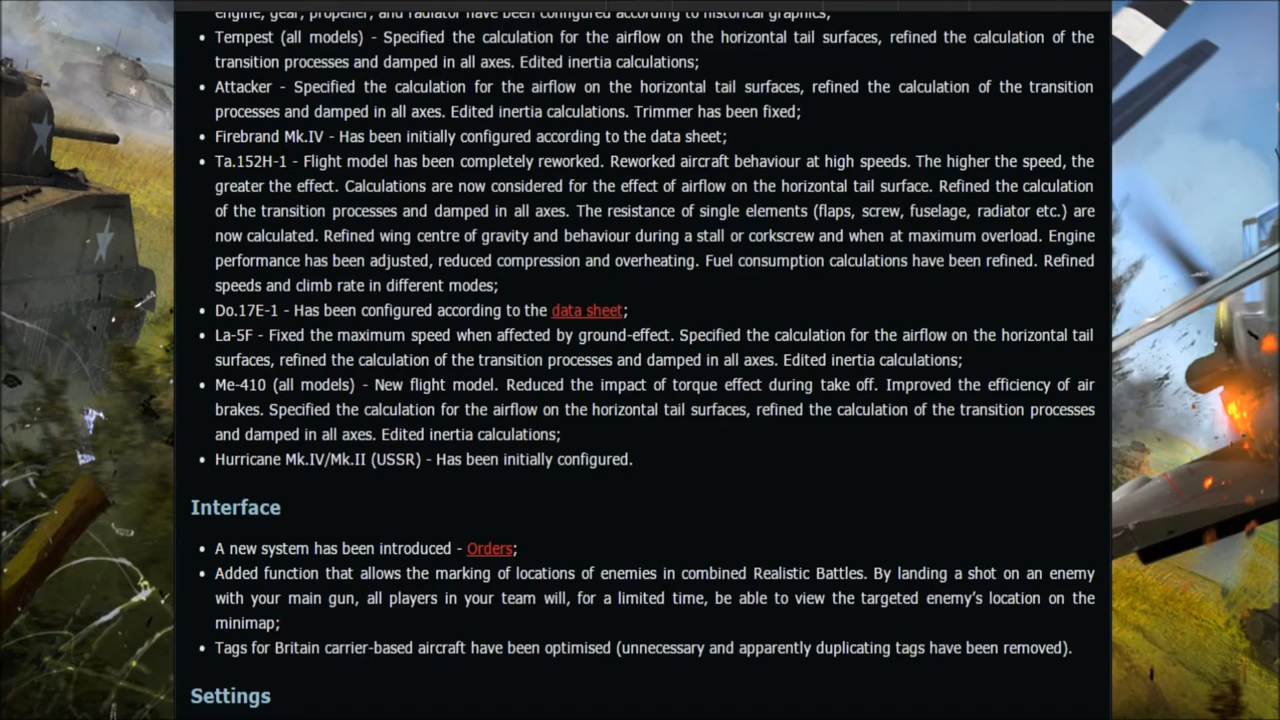 engine, gear, propeller, and radiator have been configured according to historical graphics;
• Tempest (all models) - Specified the calculation for the airflow on the horizontal tail surfaces, refined the calculation of the
transition processes and damped in all axes. Edited inertia calculations;
• Attacker - Specified the calculation for the airflow on the horizontal tail surfaces, refined the calculation of the transition
processes and damped in all axes. Edited inertia calculations. Trimmer has been fixed;
• Firebrand Mk.IV - Has been initially configured according to the data sheet;
• Ta.152H-1 - Flight model has been completely reworked. Reworked aircraft behaviour at high speeds. The higher the speed, the
greater the effect. Calculations are now considered for the effect of airflow on the horizontal tail surface. Refined the calculation
of the transition processes and damped in all axes. The resistance of single elements (flaps, screw, fuselage, radiator etc.) are
now calculated. Refined wing centre of gravity and behaviour during a stall or corkscrew and when at maximum overload. Engine
performance has been adjusted, reduced compression and overheating. Fuel consumption calculations have been refined. Refined
speeds and climb rate in different modes;
• Do.17E-1 - Has been configured according to the data sheet;
• La-5F - Fixed the maximum speed when affected by ground-effect. Specified the calculation for the airflow on the horizontal tail
surfaces, refined the calculation of the transition processes and damped in all axes. Edited inertia calculations;
• Me-410 (all models) - New flight model. Reduced the impact of torque effect during take off. Improved the efficiency of air
brakes. Specified the calculation for the airflow on the horizontal tail surfaces, refined the calculation of the transition processes
and damped in all axes. Edited inertia calculations;
• Hurricane Mk.IV/Mk.II (USSR) - Has been initially configured.
Interface
• A new system has been introduced - Orders;
• Added function that allows the marking of locations of enemies in combined Realistic Battles. By landing a shot on an enemy
with your main gun, all players in your team will, for a limited time, be able to view the targeted enemy's location on the
minimap;
• Tags for Britain carrier-based aircraft have been optimised (unnecessary and apparently duplicating tags have been removed).
Settings